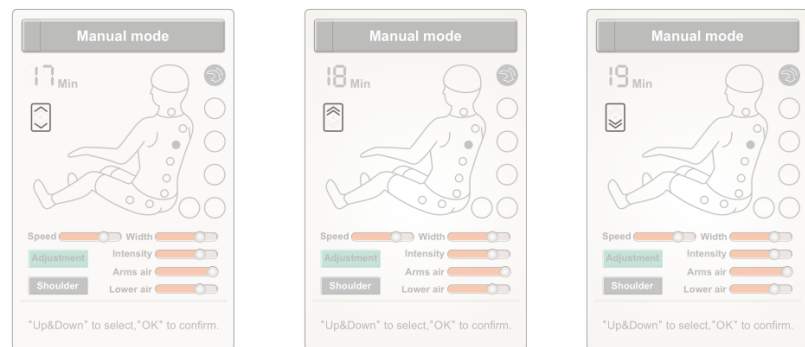 Manual mode
17 Min
Speed Width
Adjustment Intensity
Arms air
Shoulder Lower air
"Up&Down" to select,"OK" to confirm.
Manual mode
18 Min
Speed Width
Adjustment Intensity
Arms air
Shoulder Lower air
"Up&Down" to select,"OK" to confirm.
Manual mode
19 Min
Speed Width
Adjustment Intensity
Arms air
Shoulder Lower air
"Up&Down" to select,"OK" to confirm.